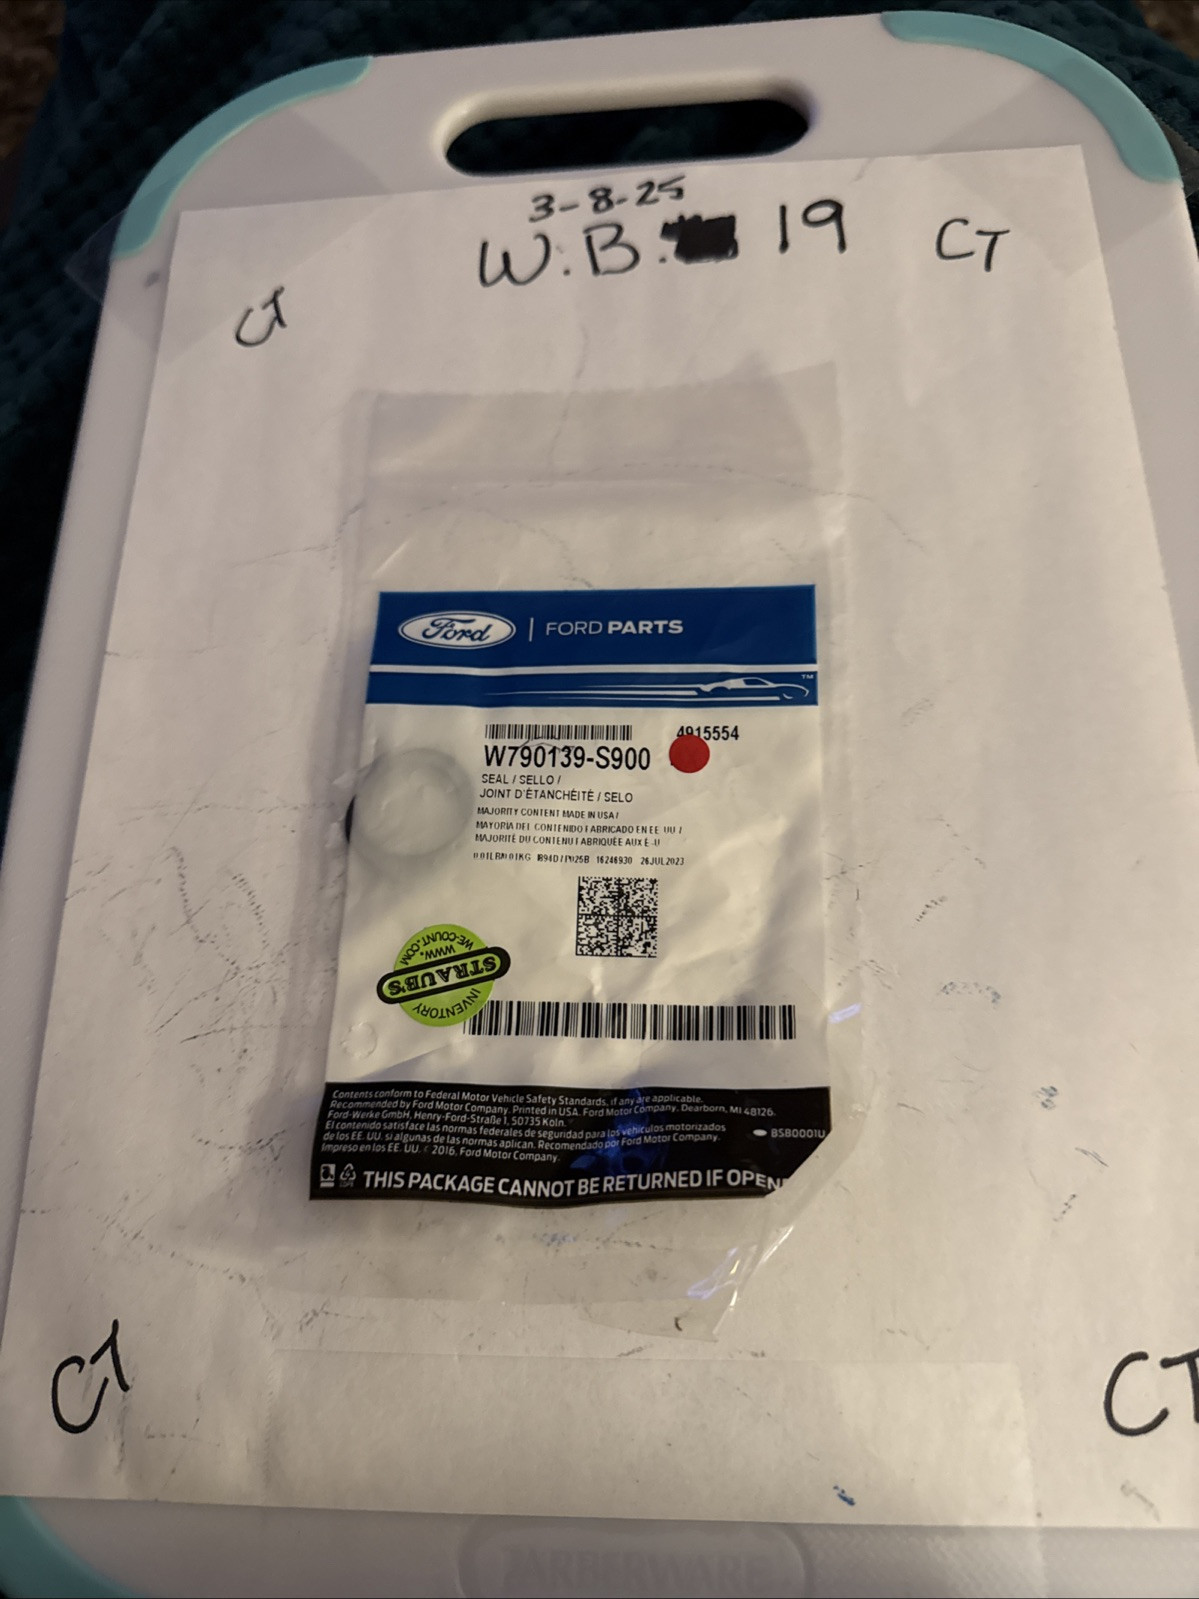 3-8-25
W.B. 19
CT
CT
Ford | FORD PARTS
TM
4915554
W790139-S900
SEAL / SELLO /
JOINT D'ÉTANCHÉITÉ / SELO
MAJORITY CONTENT MADE IN USA /
MAYORIA DEL CONTENIDO FABRICADO EN EE UU /
MAJORITÉ DU CONTENU FABRIQUÉE AUX É-U
16246930 26JUL2023
WWW.
WE-COUNT.COM
STRAUB'S
INVENTORY
Contents conform to Federal Motor Vehicle Safety Standards, if any are applicable.
Recommended by Ford Motor Company. Printed in USA. Ford Motor Company, Dearborn, MI 48126.
Ford-Werke GmbH, Henry-Ford-Straße 1, 50735 Köln.
El contenido satisface las normas federales de seguridad para los vehículos motorizados
de los EE. UU. si algunas de las normas aplican. Recomendado por Ford Motor Company.
Impreso en los EE. UU. © 2016, Ford Motor Company.
BSB0001U
THIS PACKAGE CANNOT BE RETURNED IF OPENE
CT
CT
FARBERWARE